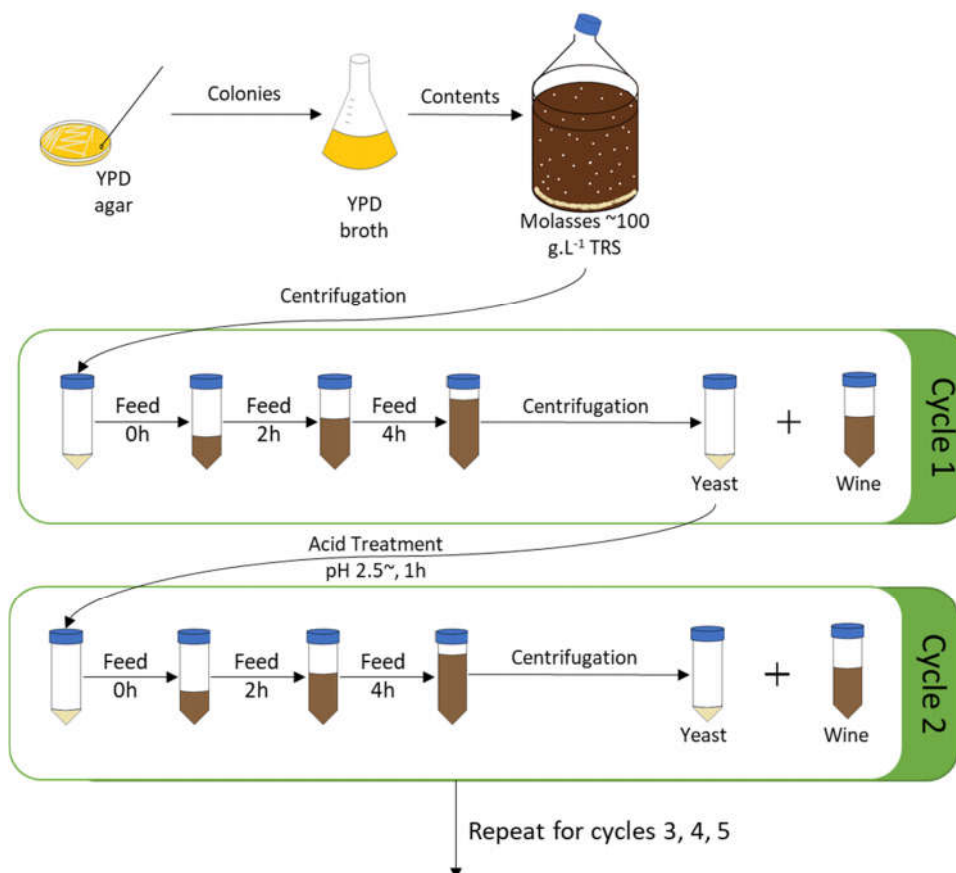 Colonies
Contents
YPD
agar
YPD
broth
Molasses ~100
g.L⁻¹ TRS
Centrifugation
Feed
0h
Feed
2h
Feed
4h
Centrifugation
Yeast
+
Wine
Cycle 1
Acid Treatment
pH 2.5~, 1h
Feed
0h
Feed
2h
Feed
4h
Centrifugation
Yeast
+
Wine
Cycle 2
Repeat for cycles 3, 4, 5